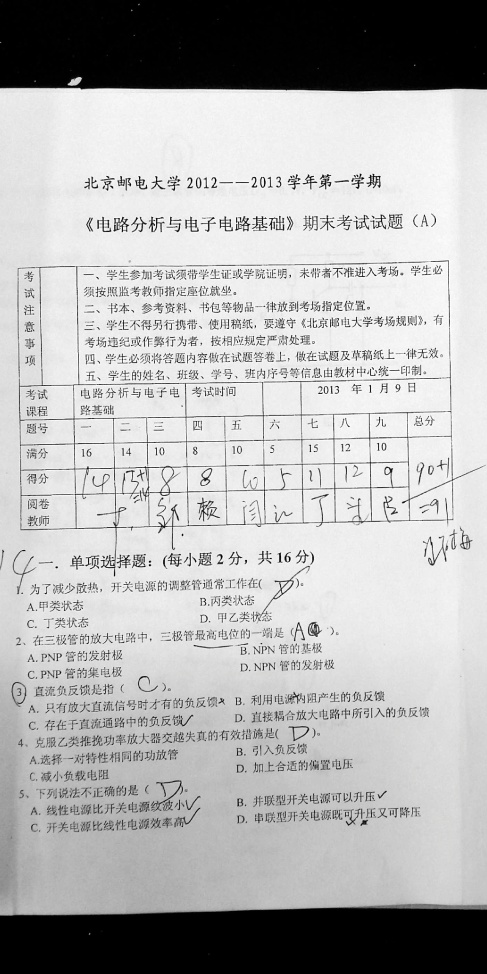 北京邮电大学2012——2013学年第一学期
《电路分析与电子电路基础》期末考试试题（A）
考试注意事项
一、学生参加考试须带学生证或学院证明，未带者不准进入考场。学生必
须按照监考教师指定座位就坐。
二、书本、参考资料、书包等物品一律放到考场指定位置。
三、学生不得另行携带、使用稿纸，要遵守《北京邮电大学考场规则》，有
考场违纪或作弊行为者，按相应规定严肃处理。
四、学生必须将答题内容做在试题答卷上，做在试题及草稿纸上一律无效。
五、学生的姓名、班级、学号、班内序号等信息由教材中心统一印制。
考试课程 电路分析与电子电路基础 考试时间 2013 年 1 月 9 日
题号 一 二 三 四 五 六 七 八 九 总分
满分 16 14 10 8 10 5 15 12 10
得分 14 13+1=14 8 8 10 5 11 12 9 90+1
阅卷教师 =91
14 一．单项选择题：(每小题 2 分，共 16 分)
1. 为了减少散热，开关电源的调整管通常工作在( D )。
A.甲类状态 B.丙类状态
C. 丁类状态 D. 甲乙类状态
2、在三极管的放大电路中，三极管最高电位的一端是（A）。
A. PNP 管的发射极 B. NPN 管的基极
C. PNP 管的集电极 D. NPN 管的发射极
3、直流负反馈是指（ C ）。
A. 只有放大直流信号时才有的负反馈 B. 利用电源内阻产生的负反馈
C. 存在于直流通路中的负反馈 D. 直接耦合放大电路中所引入的负反馈
4、克服乙类推挽功率放大器交越失真的有效措施是( D )。
A.选择一对特性相同的功放管 B. 引入负反馈
C. 减小负载电阻 D. 加上合适的偏置电压
5、下列说法不正确的是（ D ）。
A. 线性电源比开关电源纹波小 B. 并联型开关电源可以升压
C. 开关电源比线性电源效率高 D. 串联型开关电源既可升压又可降压